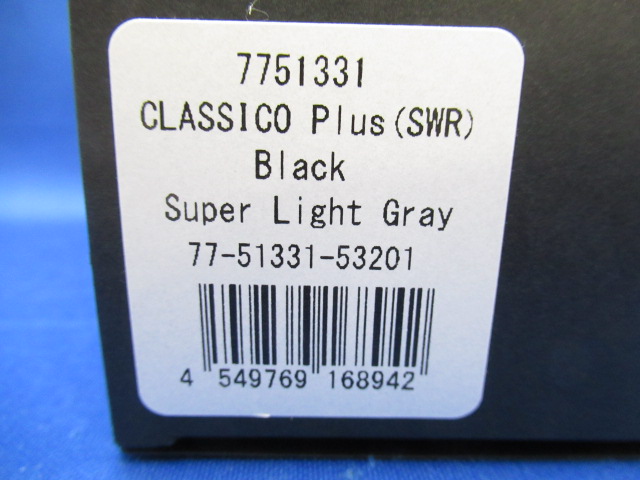 7751331
CLASSICO Plus(SWR)
Black
Super Light Gray
77-51331-53201
4 549769 168942